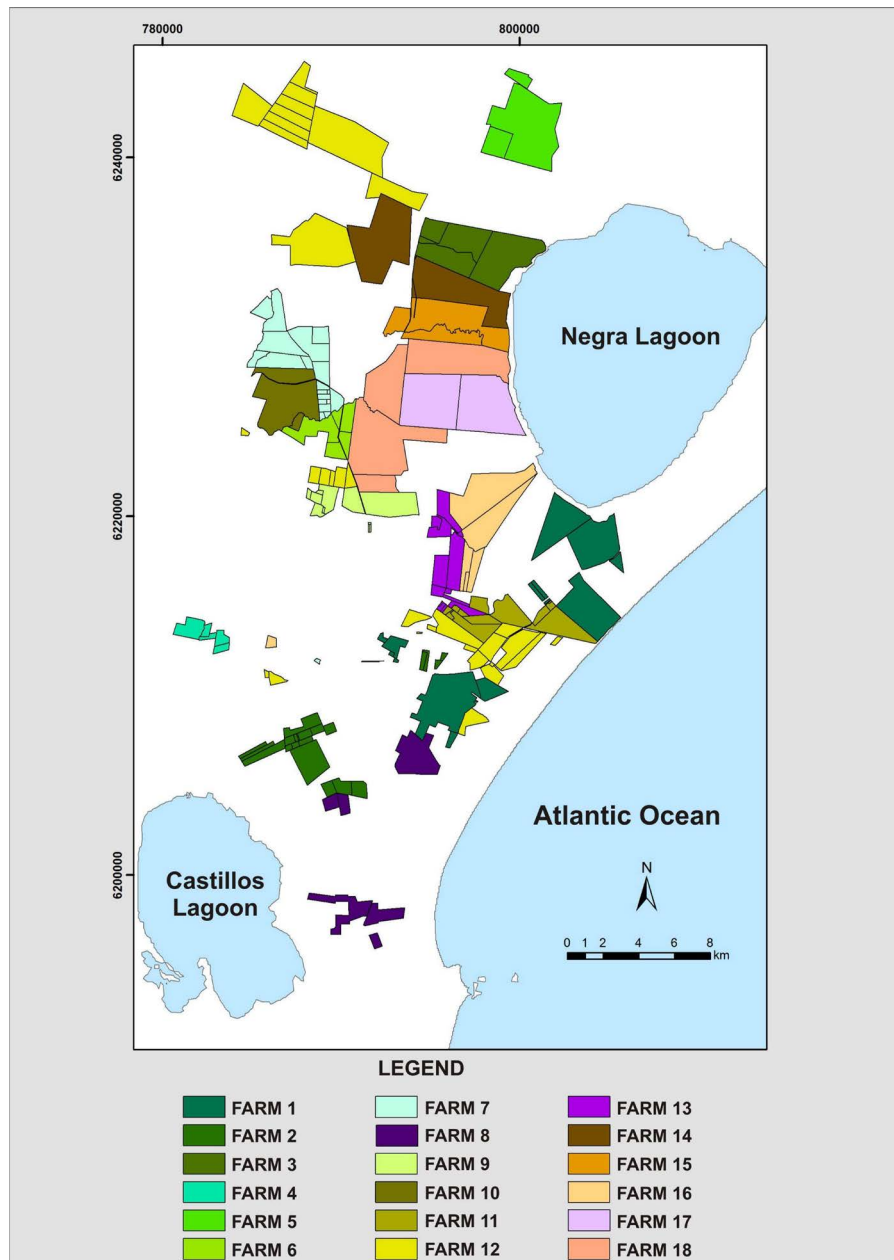 780000 800000
6240000
6220000
6200000
Negra Lagoon
Atlantic Ocean
Castillos
Lagoon
N
0 1 2 4 6 8
km
LEGEND
FARM 1
FARM 2
FARM 3
FARM 4
FARM 5
FARM 6
FARM 7
FARM 8
FARM 9
FARM 10
FARM 11
FARM 12
FARM 13
FARM 14
FARM 15
FARM 16
FARM 17
FARM 18